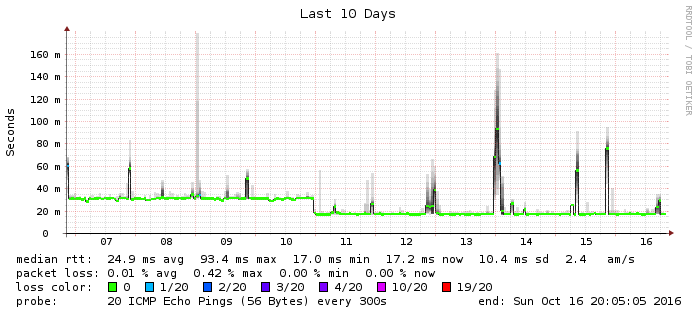 Last 10 Days
RRDTOOL / TOBI OETIKER
Seconds
160 m
140 m
120 m
100 m
80 m
60 m
40 m
20 m
0
07 08 09 10 11 12 13 14 15 16
median rtt: 24.9 ms avg 93.4 ms max 17.0 ms min 17.2 ms now 10.4 ms sd 2.4 am/s
packet loss: 0.01 % avg 0.42 % max 0.00 % min 0.00 % now
loss color: 0 1/20 2/20 3/20 4/20 10/20 19/20
probe: 20 ICMP Echo Pings (56 Bytes) every 300s end: Sun Oct 16 20:05:05 2016